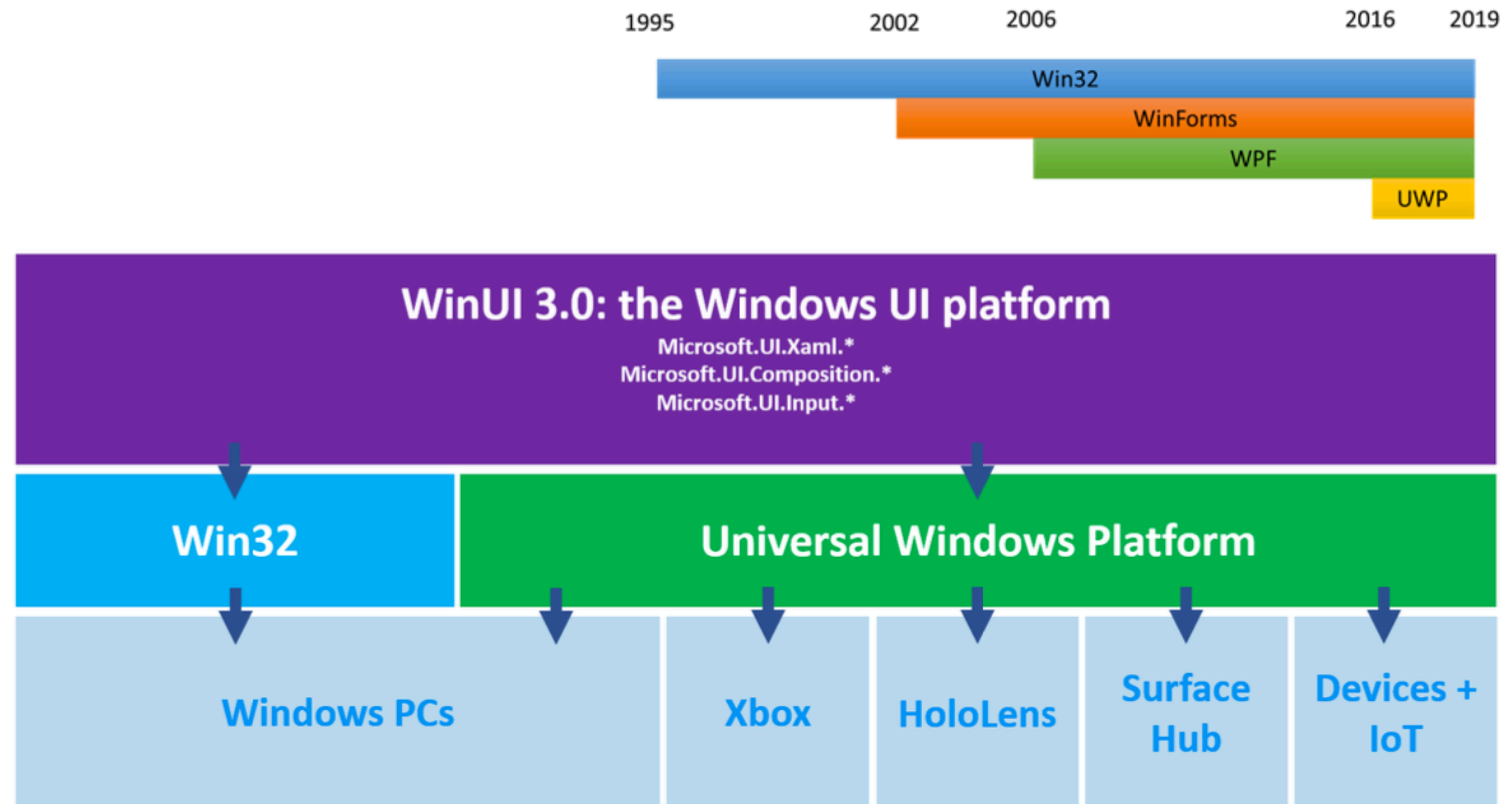 1995 2002 2006 2016 2019
Win32
WinForms
WPF
UWP
WinUI 3.0: the Windows UI platform
Microsoft.UI.Xaml.*
Microsoft.UI.Composition.*
Microsoft.UI.Input.*
Win32 Universal Windows Platform
Windows PCs Xbox HoloLens Surface Hub Devices + IoT